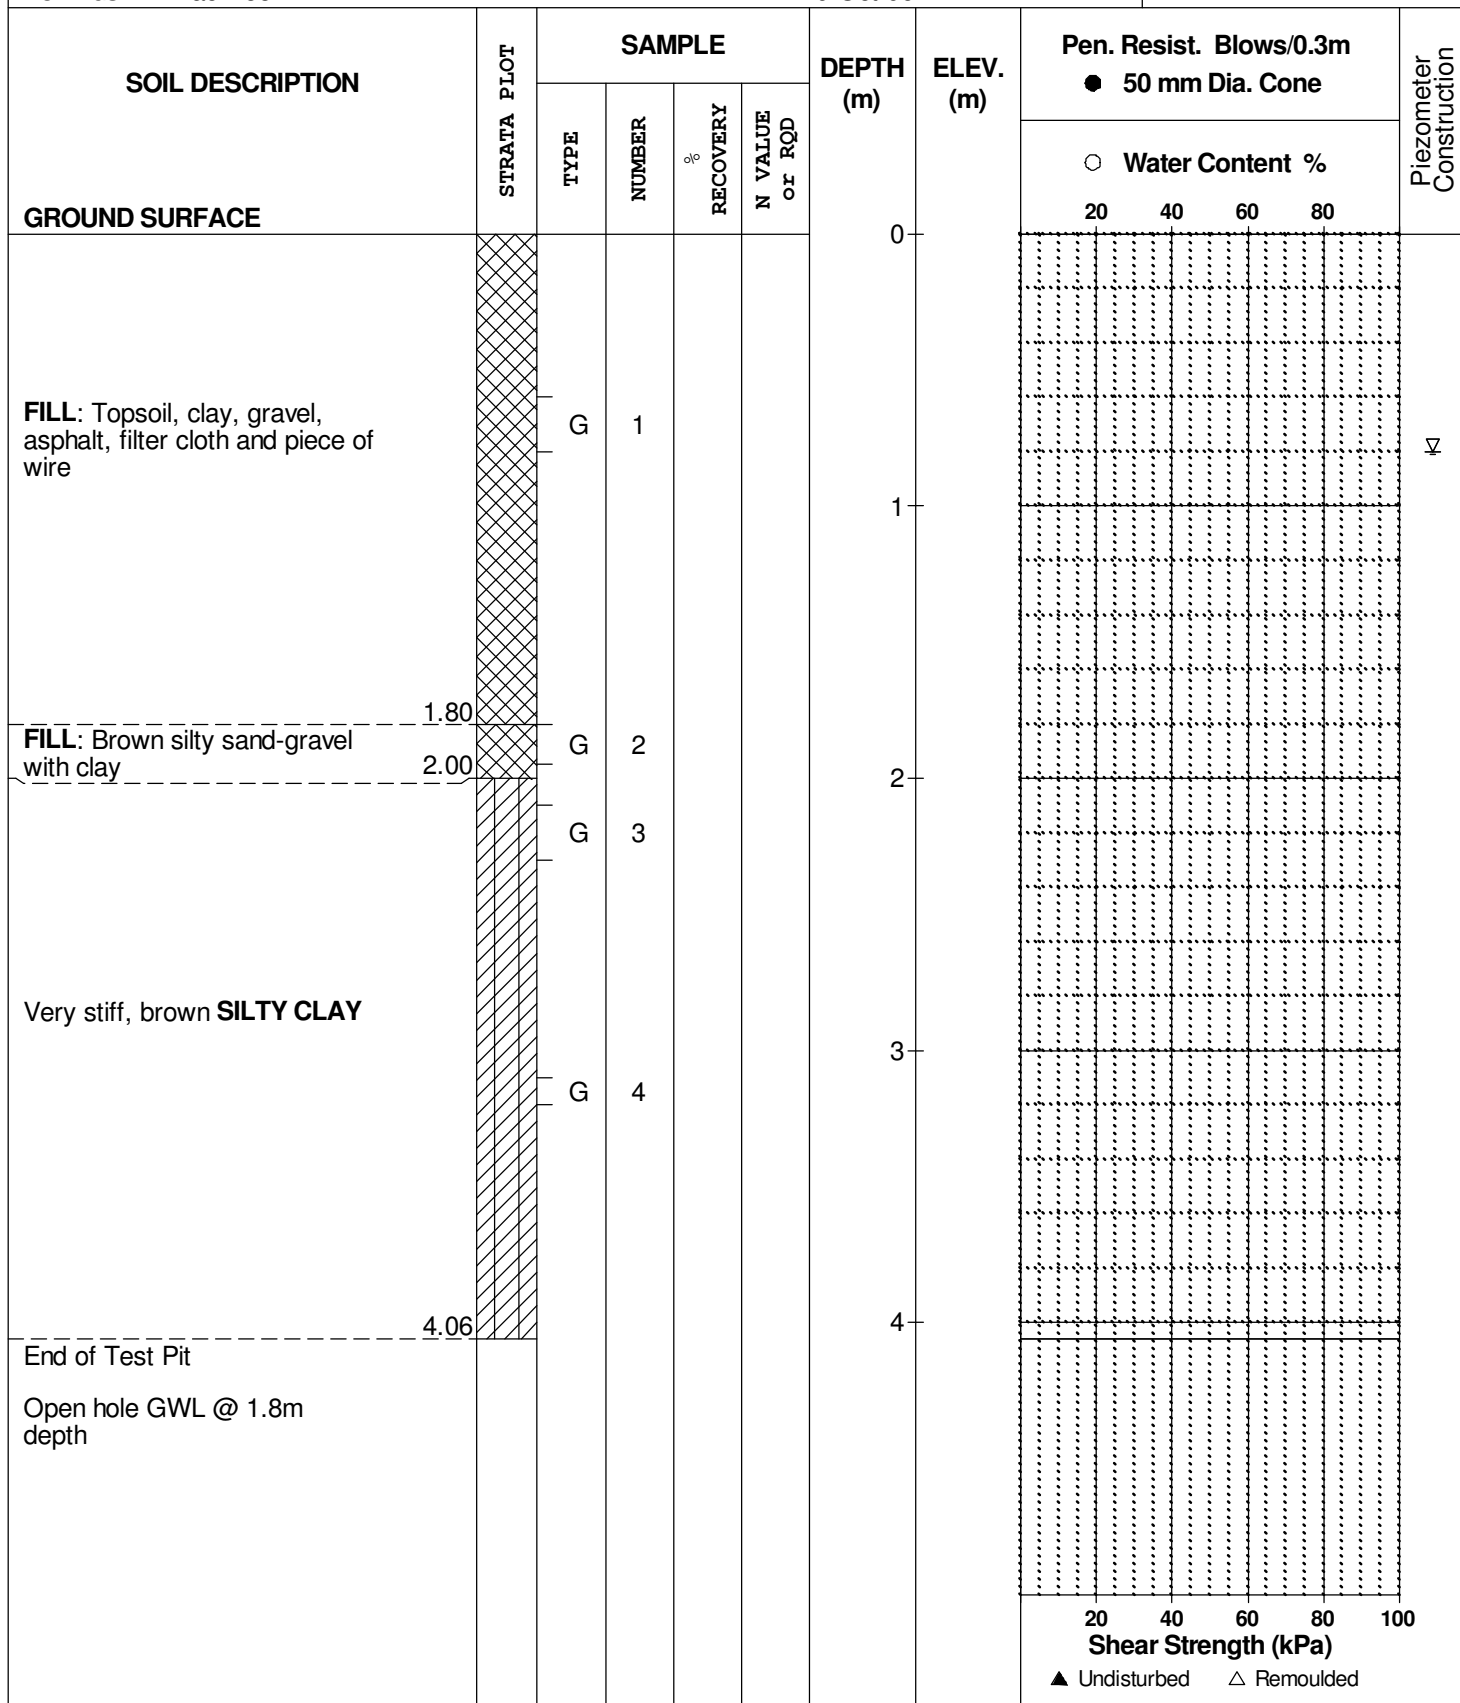 SOIL DESCRIPTION
GROUND SURFACE
STRATA PLOT
SAMPLE
TYPE
NUMBER
%
RECOVERY
N VALUE
or RQD
DEPTH
(m)
ELEV.
(m)
Pen. Resist. Blows/0.3m
● 50 mm Dia. Cone
○ Water Content %
20 40 60 80
Piezometer
Construction
0
FILL: Topsoil, clay, gravel,
asphalt, filter cloth and piece of
wire
G 1
1
1.80
FILL: Brown silty sand-gravel
with clay
2.00
G 2
2
G 3
Very stiff, brown SILTY CLAY
3
G 4
4.06
4
End of Test Pit
Open hole GWL @ 1.8m
depth
20 40 60 80 100
Shear Strength (kPa)
▲ Undisturbed △ Remoulded